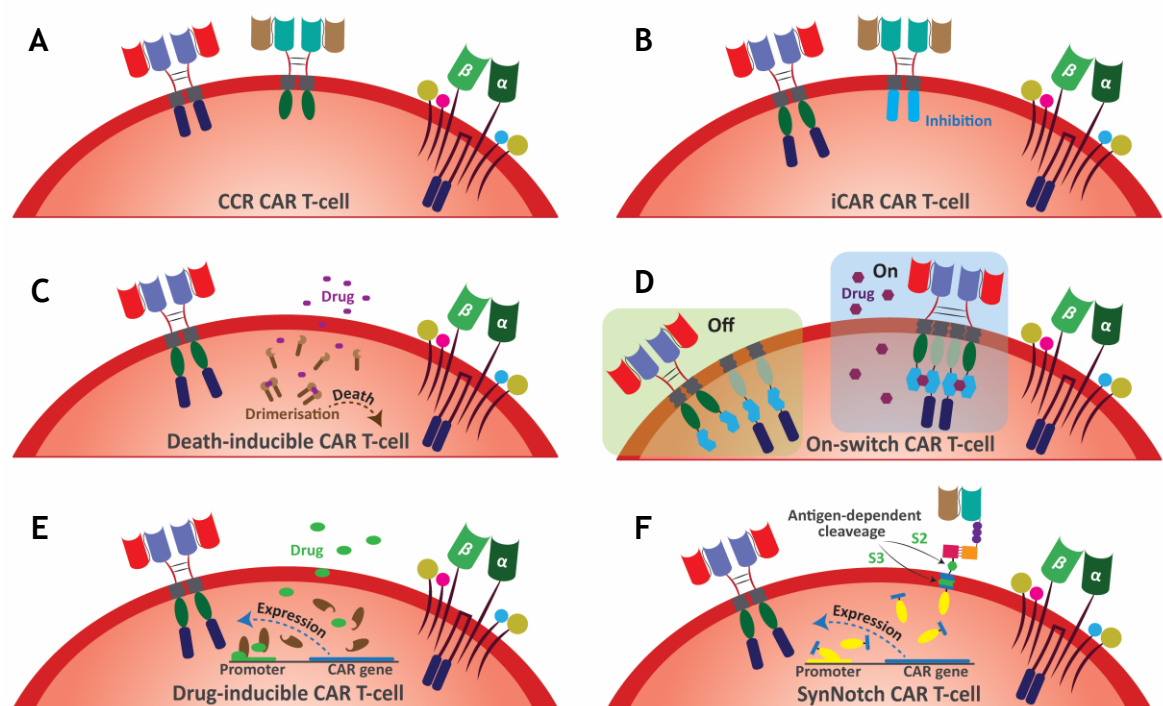 A
β
α
CCR CAR T-cell
B
Inhibition
β
α
iCAR CAR T-cell
C
Drug
β
α
Drimerisation
Death
Death-inducible CAR T-cell
D
Off
On
Drug
β
α
On-switch CAR T-cell
E
Drug
β
α
Expression
Promoter
CAR gene
Drug-inducible CAR T-cell
F
Antigen-dependent
cleaveage
S2
S3
β
α
Expression
Promoter
CAR gene
SynNotch CAR T-cell